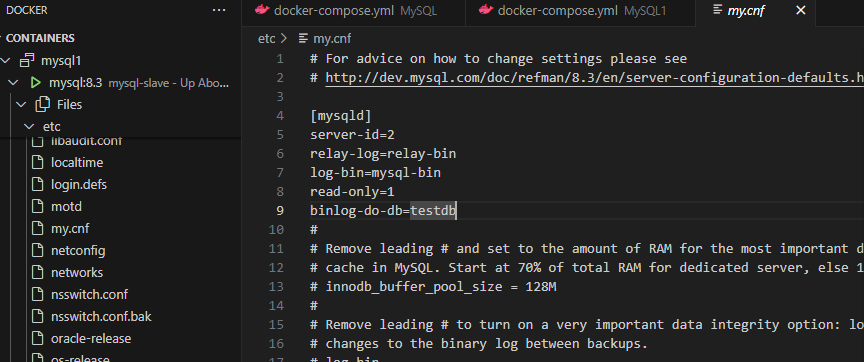 DOCKER ...
docker-compose.yml MySQL
docker-compose.yml MySQL1
my.cnf
CONTAINERS
mysql1
mysql:8.3 mysql-slave - Up Abo...
Files
etc
libaudit.conf
localtime
login.defs
motd
my.cnf
netconfig
networks
nsswitch.conf
nsswitch.conf.bak
oracle-release
os-release
etc > my.cnf
1 # For advice on how to change settings please see
2 # http://dev.mysql.com/doc/refman/8.3/en/server-configuration-defaults.h
3
4 [mysqld]
5 server-id=2
6 relay-log=relay-bin
7 log-bin=mysql-bin
8 read-only=1
9 binlog-do-db=testdb
10 #
11 # Remove leading # and set to the amount of RAM for the most important d
12 # cache in MySQL. Start at 70% of total RAM for dedicated server, else 1
13 # innodb_buffer_pool_size = 128M
14 #
15 # Remove leading # to turn on a very important data integrity option: lo
16 # changes to the binary log between backups.
17 # log_bin